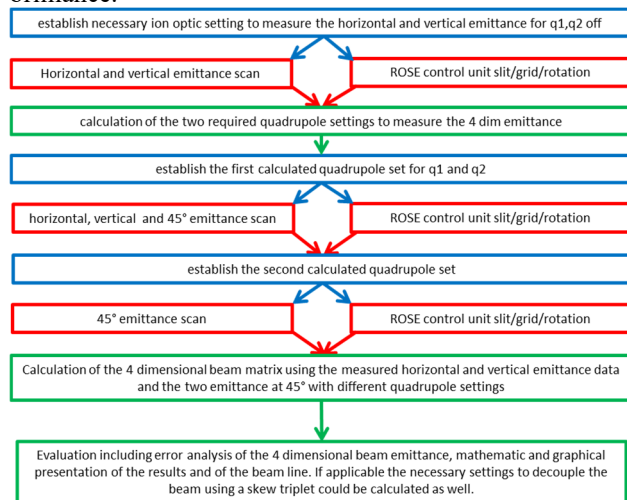 ormance.
establish necessary ion optic setting to measure the horizontal and vertical emittance for q1,q2 off
Horizontal and vertical emittance scan
ROSE control unit slit/grid/rotation
calculation of the two required quadrupole settings to measure the 4 dim emittance
establish the first calculated quadrupole set for q1 and q2
horizontal, vertical and 45° emittance scan
ROSE control unit slit/grid/rotation
establish the second calculated quadrupole set
45° emittance scan
ROSE control unit slit/grid/rotation
Calculation of the 4 dimensional beam matrix using the measured horizontal and vertical emittance data
and the two emittance at 45° with different quadrupole settings
Evaluation including error analysis of the 4 dimensional beam emittance, mathematic and graphical
presentation of the results and of the beam line. If applicable the necessary settings to decouple the
beam using a skew triplet could be calculated as well.